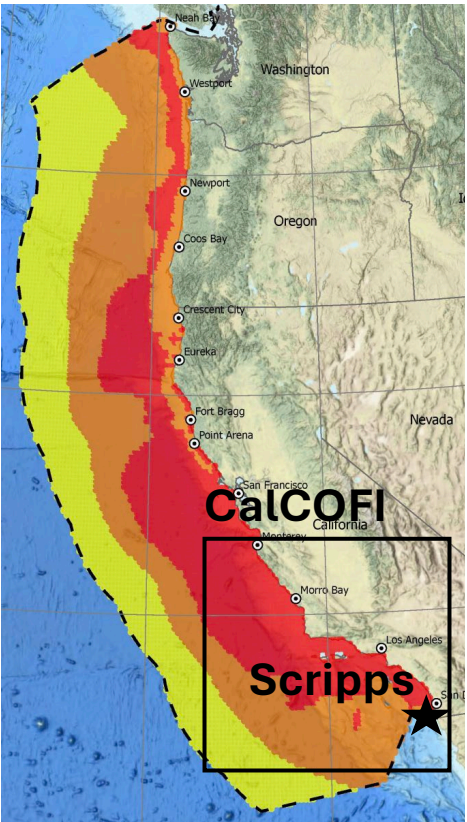 Neah Bay
Washington
Westport
Newport
Oregon
Coos Bay
Crescent City
Eureka
Fort Bragg
Nevada
Point Arena
San Francisco
CalCOFI
California
Monterey
Morro Bay
Los Angeles
Scripps
San D